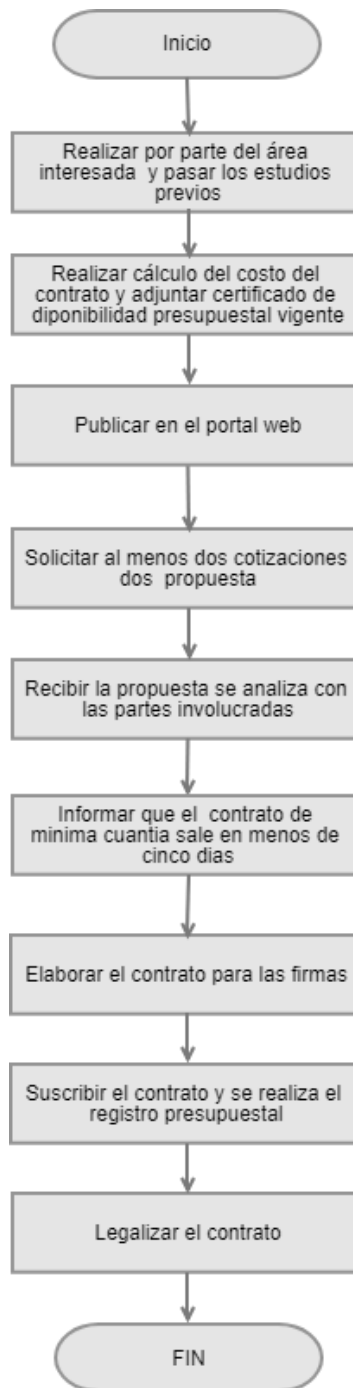 Inicio
Realizar por parte del área
interesada y pasar los estudios
previos
Realizar cálculo del costo del
contrato y adjuntar certificado de
diponibilidad presupuestal vigente
Publicar en el portal web
Solicitar al menos dos cotizaciones
dos propuesta
Recibir la propuesta se analiza con
las partes involucradas
Informar que el contrato de
minima cuantia sale en menos de
cinco dias
Elaborar el contrato para las firmas
Suscribir el contrato y se realiza el
registro presupuestal
Legalizar el contrato
FIN